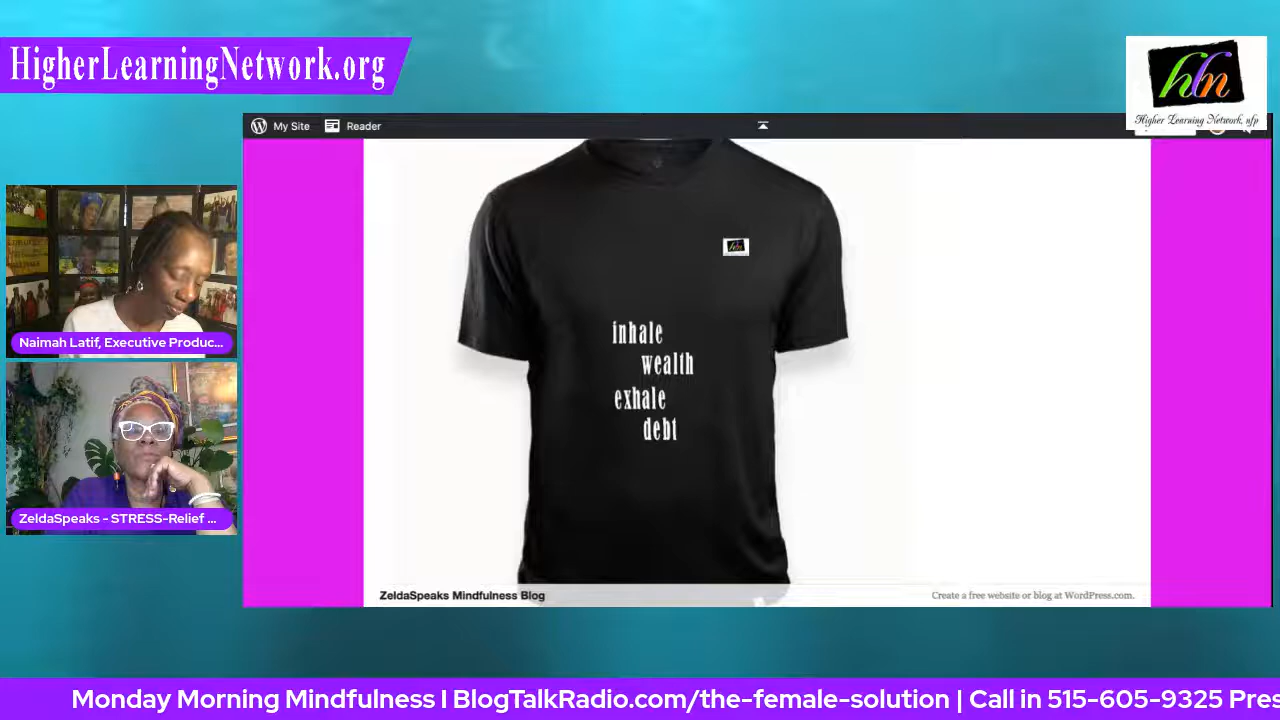 HigherLearningNetwork.org
hln
Higher Learning Network, nfp
My Site
Reader
hln
inhale
wealth
exhale
debt
Naimah Latif, Executive Produc...
ZeldaSpeaks - STRESS-Relief ...
ZeldaSpeaks Mindfulness Blog
Create a free website or blog at WordPress.com.
Monday Morning Mindfulness I BlogTalkRadio.com/the-female-solution | Call in 515-605-9325 Pres